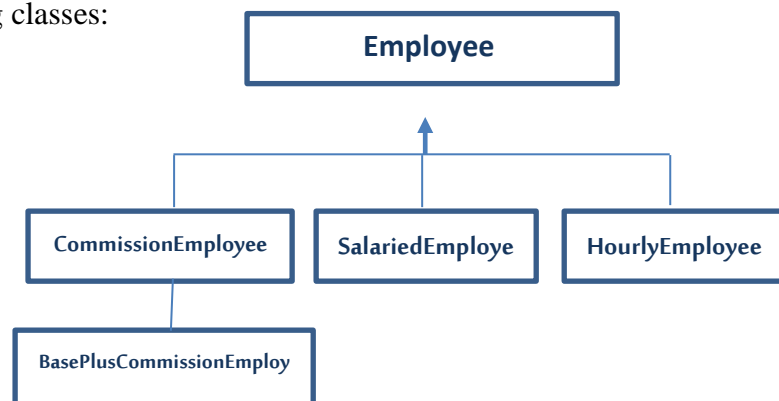 g classes:
Employee
CommissionEmployee
SalariedEmploye
HourlyEmployee
BasePlusCommissionEmploy